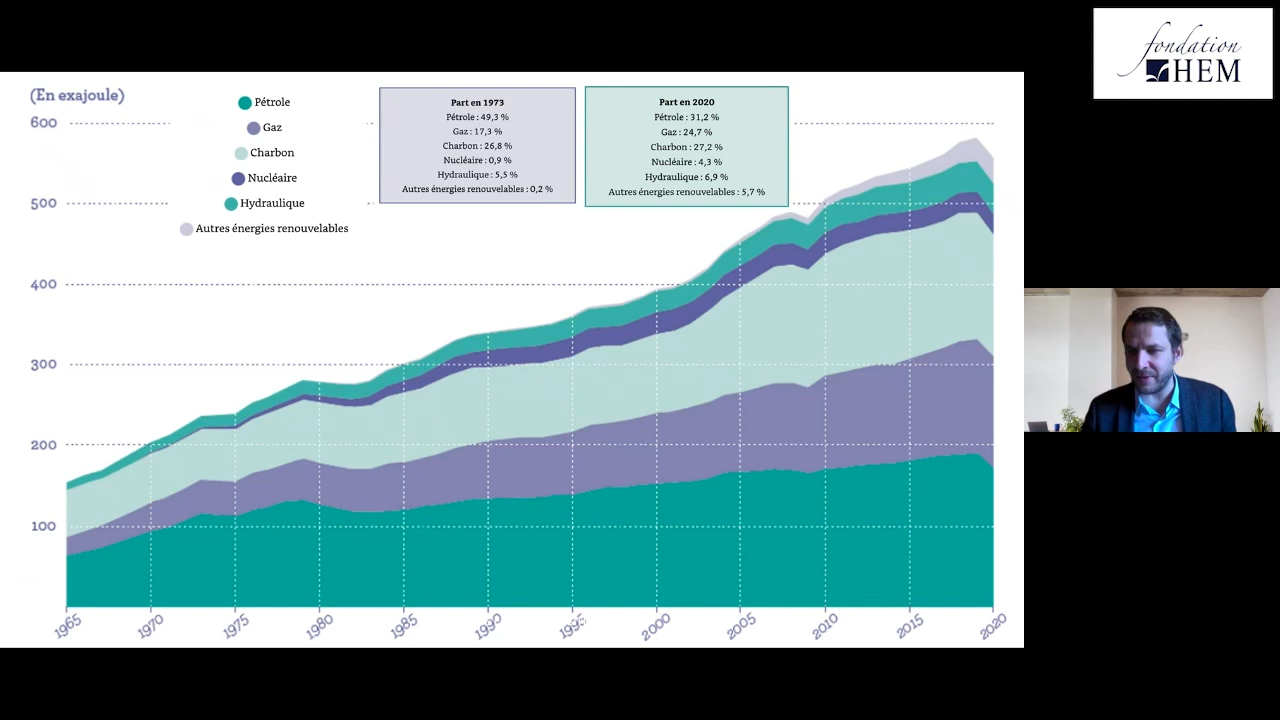 fondation
HEM
(En exajoule)
600
500
400
300
200
100
Pétrole
Gaz
Charbon
Nucléaire
Hydraulique
Autres énergies renouvelables
Part en 1973
Pétrole : 49,3 %
Gaz : 17,3 %
Charbon : 26,8 %
Nucléaire : 0,9 %
Hydraulique : 5,5 %
Autres énergies renouvelables : 0,2 %
Part en 2020
Pétrole : 31,2 %
Gaz : 24,7 %
Charbon : 27,2 %
Nucléaire : 4,3 %
Hydraulique : 6,9 %
Autres énergies renouvelables : 5,7 %
1965
1970
1975
1980
1985
1990
1995
2000
2005
2010
2015
2020